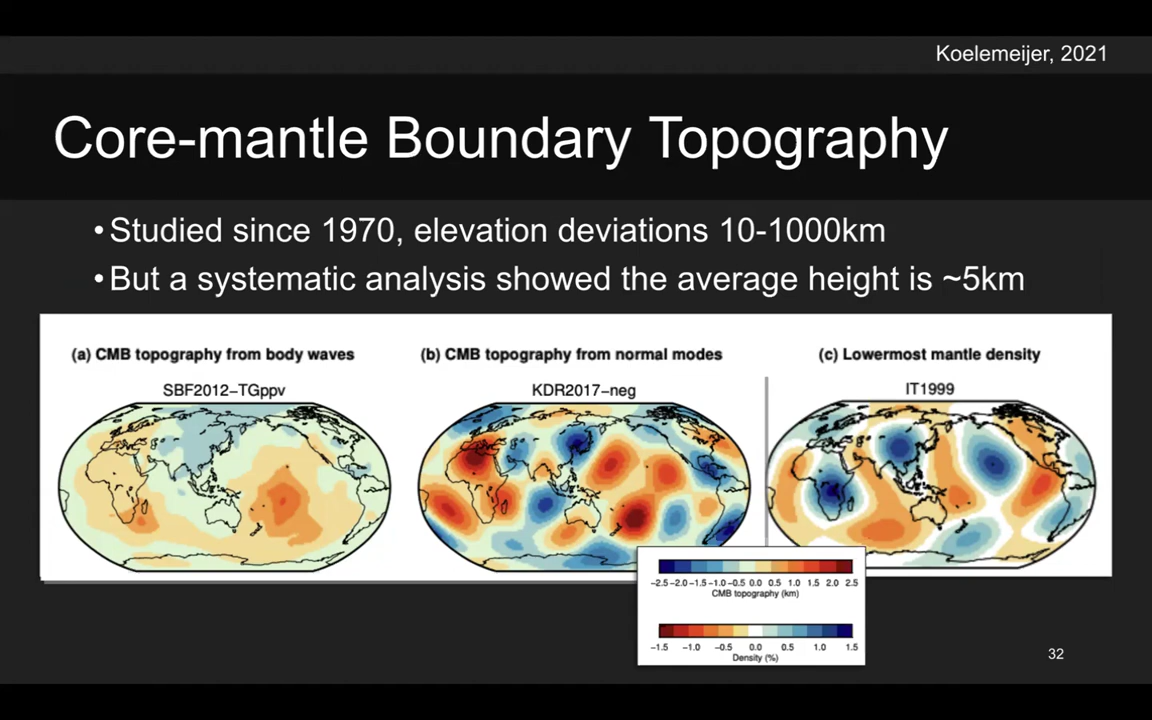 Koelemeijer, 2021
Core-mantle Boundary Topography
•Studied since 1970, elevation deviations 10-1000km
•But a systematic analysis showed the average height is ~5km
(a) CMB topography from body waves
(b) CMB topography from normal modes
(c) Lowermost mantle density
SBF2012−TGppv
KDR2017−neg
IT1999
−2.5 −2.0 −1.5 −1.0 −0.5 0.0 0.5 1.0 1.5 2.0 2.5
CMB topography (km)
−1.5 −1.0 −0.5 0.0 0.5 1.0 1.5
Density (%)
32